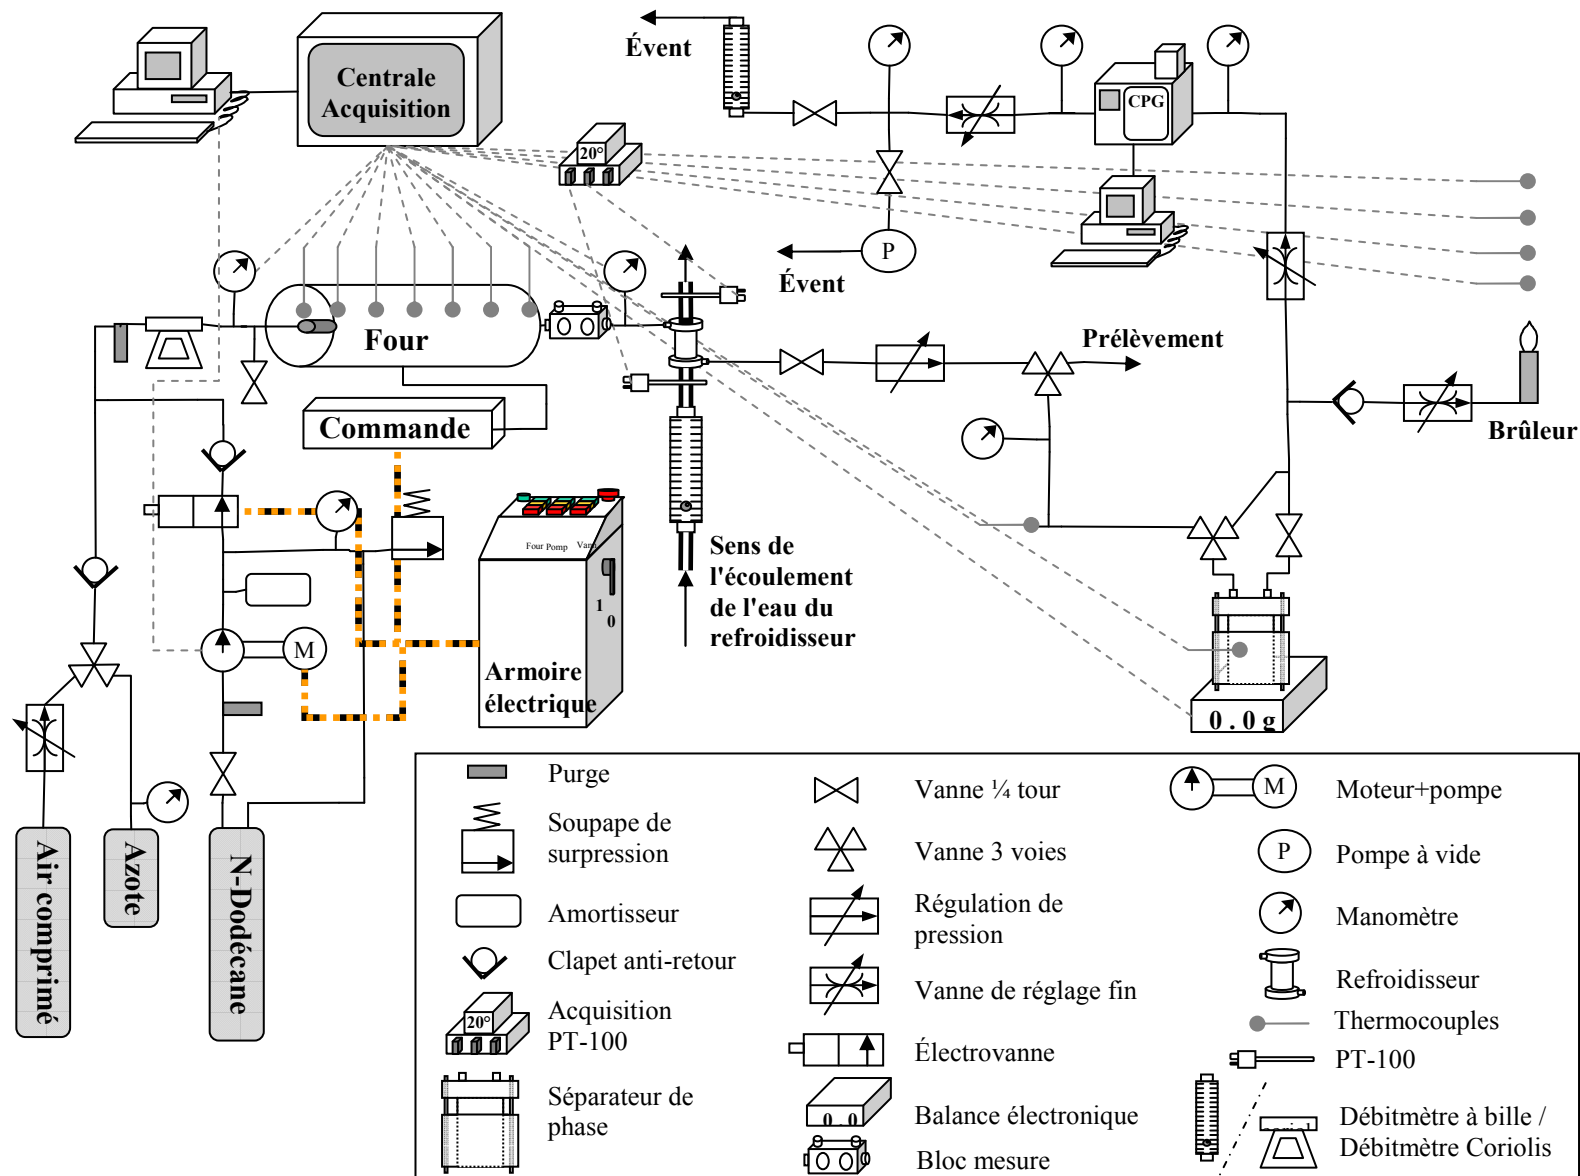 Centrale
Acquisition
Évent
20°
CPG
P
Évent
Four
Commande
Prélèvement
Brûleur
Sens de
l'écoulement
de l'eau du
refroidisseur
Four Pomp Vann
1
0
M
Armoire
électrique
0.0 g
Air comprimé
Azote
N-Dodécane
Purge
Soupape de
surpression
Amortisseur
Clapet anti-retour
20°
Acquisition
PT-100
Séparateur de
phase
Vanne ¼ tour
Vanne 3 voies
Régulation de
pression
Vanne de réglage fin
Électrovanne
Balance électronique
Bloc mesure
M
Moteur+pompe
P
Pompe à vide
Manomètre
Refroidisseur
Thermocouples
PT-100
Débitmètre à bille /
Débitmètre Coriolis